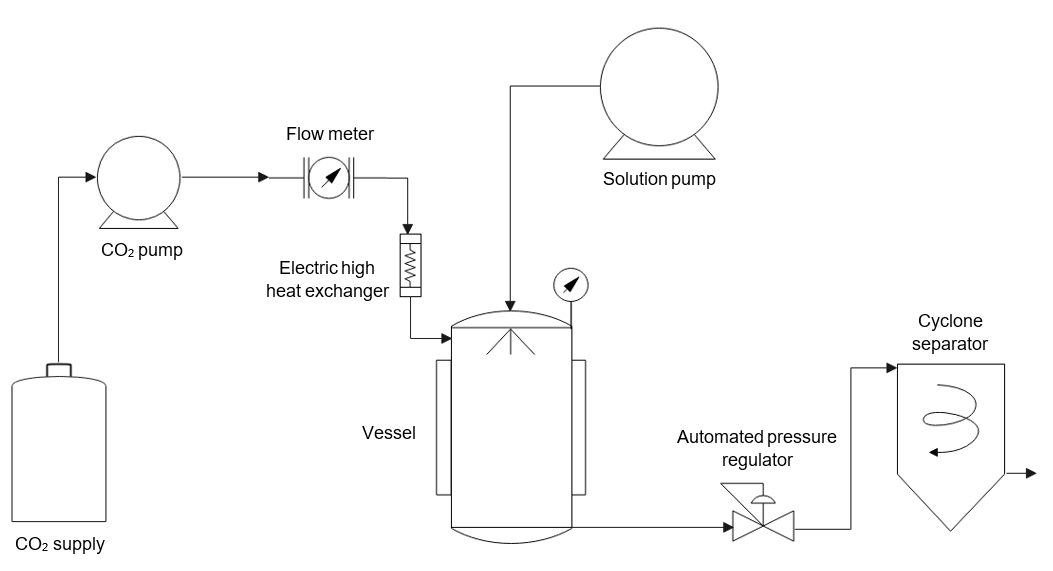 Flow meter
Solution pump
CO₂ pump
Electric high
heat exchanger
Cyclone
separator
Vessel
Automated pressure
regulator
CO₂ supply